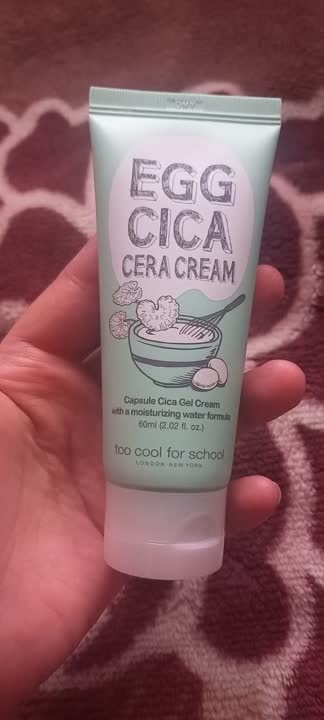 EGG
CICA
CERA CREAM
Capsule Cica Gel Cream
with a moisturizing water formula
60ml (2.02 fl. oz.)
too cool for school
LONDON NEW YORK